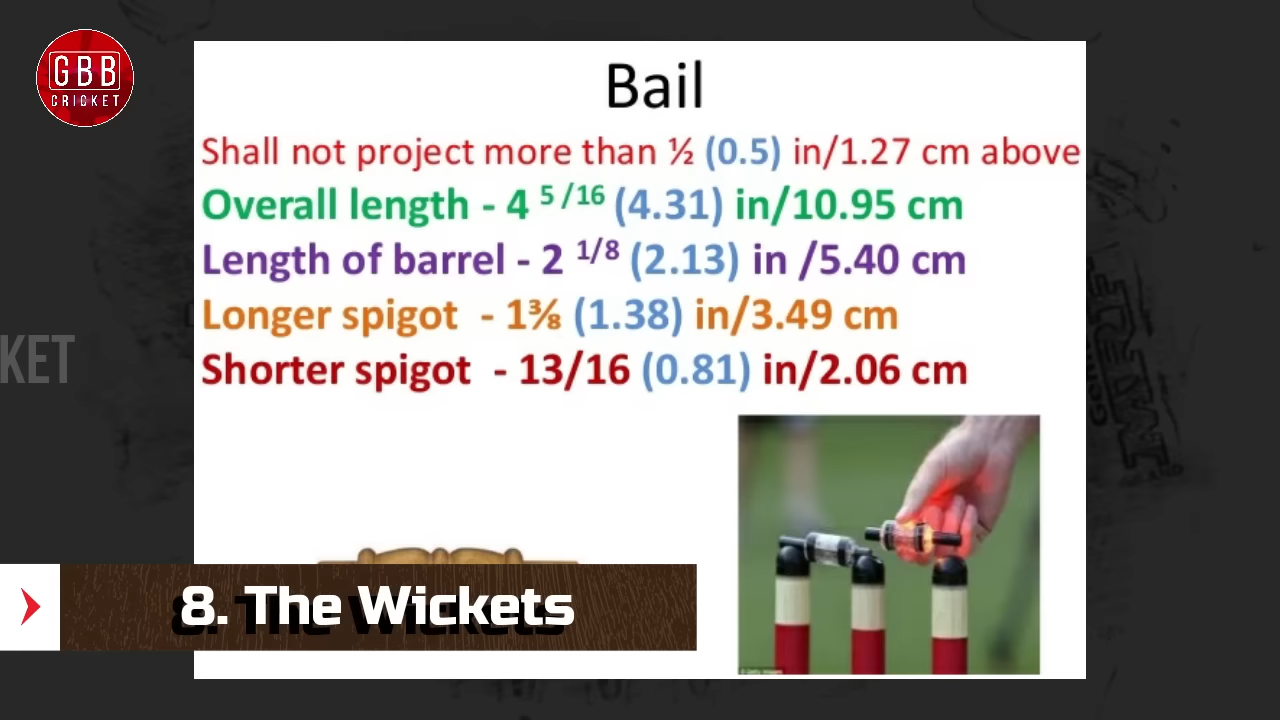 GBB
CRICKET
Bail
Shall not project more than ½ (0.5) in/1.27 cm above
Overall length - 4 5/16 (4.31) in/10.95 cm
Length of barrel - 2 1/8 (2.13) in /5.40 cm
Longer spigot - 1⅜ (1.38) in/3.49 cm
KET
Shorter spigot - 13/16 (0.81) in/2.06 cm
8. The Wickets